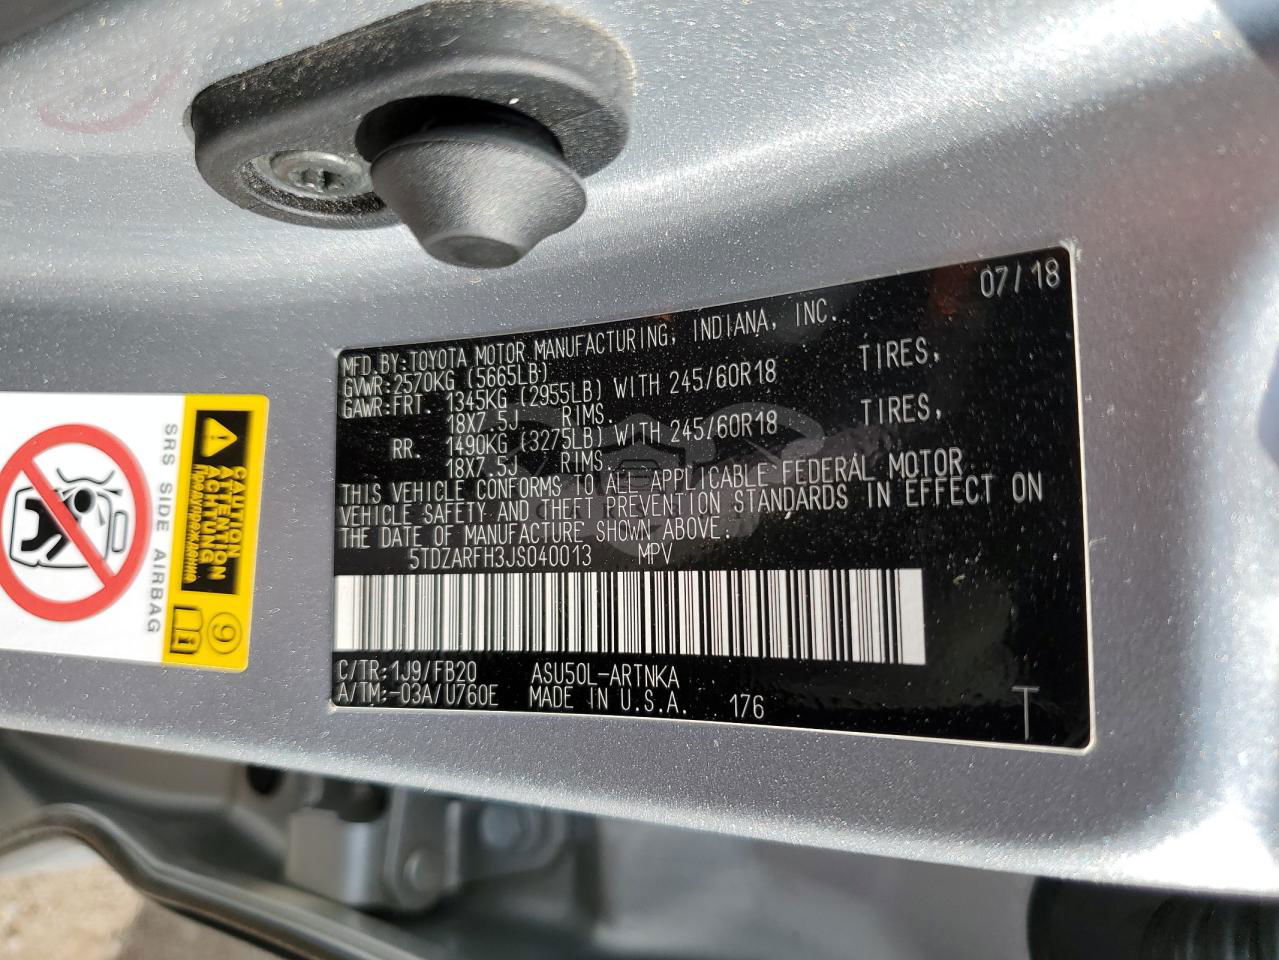 07/18
MFD.BY:TOYOTA MOTOR MANUFACTURING, INDIANA, INC.
GVWR:2570KG (5665LB)
GAWR:FRT. 1345KG (2955LB) WITH 245/60R18 TIRES,
18X7.5J RIMS.
RR. 1490KG (3275LB) WITH 245/60R18 TIRES,
18X7.5J RIMS.
THIS VEHICLE CONFORMS TO ALL APPLICABLE FEDERAL MOTOR
VEHICLE SAFETY AND THEFT PREVENTION STANDARDS IN EFFECT ON
THE DATE OF MANUFACTURE SHOWN ABOVE.
5TDZARFH3JS040013 MPV
C/TR:1J9/FB20 ASU50L-ARTNKA
A/TM:-03A/U760E MADE IN U.S.A. 176
T
SRS SIDE AIRBAG
CAUTION
ATTENTION
ACHTUNG
9